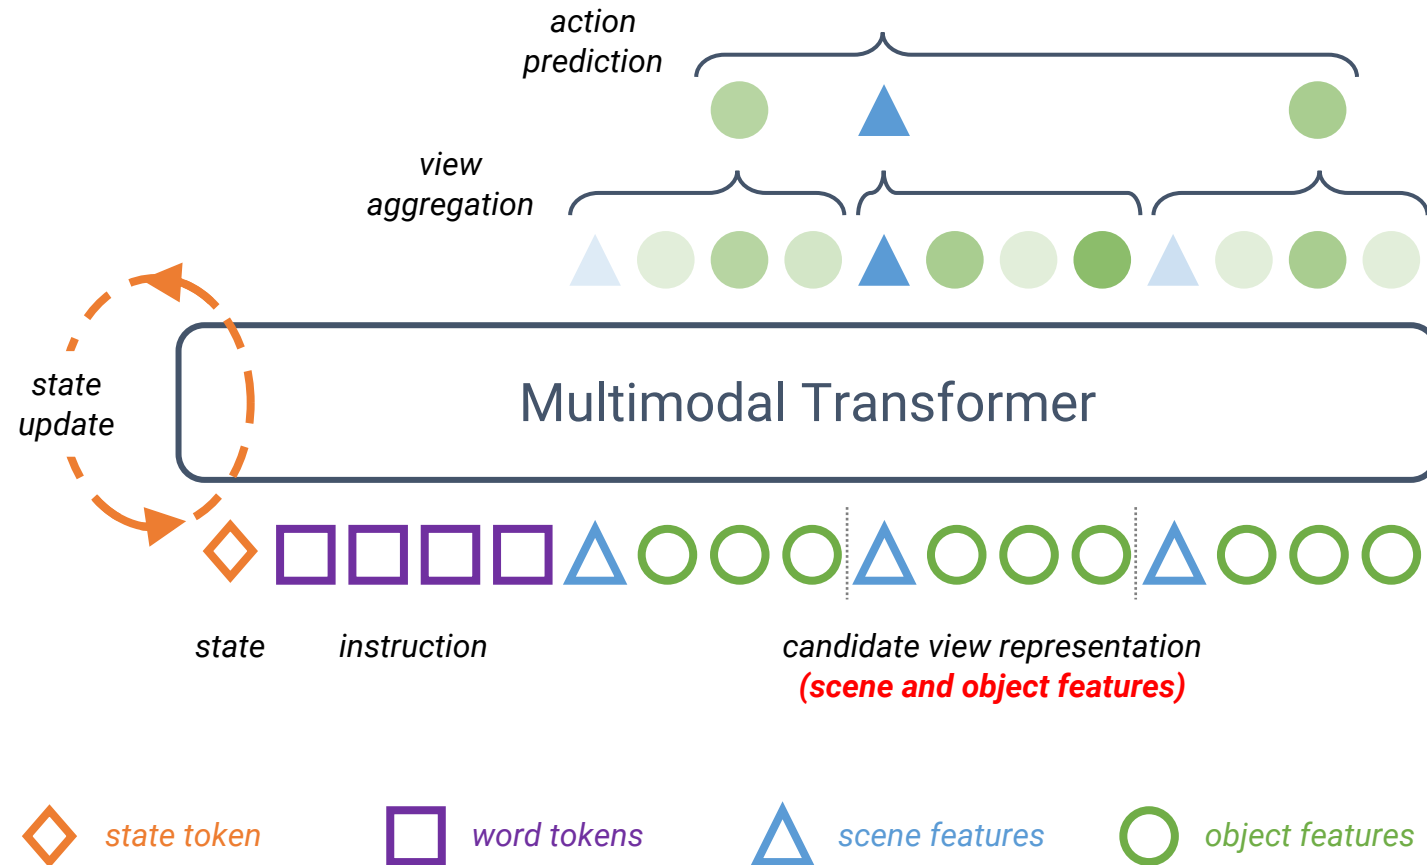 action
prediction
view
aggregation
state
update
Multimodal Transformer
state
instruction
candidate view representation
(scene and object features)
state token
word tokens
scene features
object features